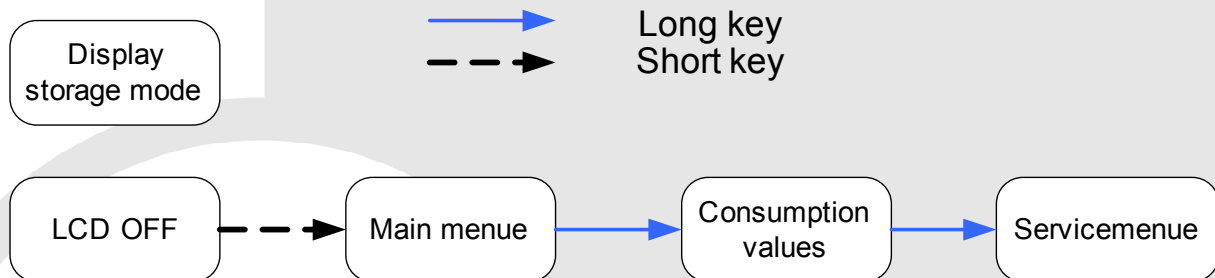 Long key
Short key
Display
storage mode
LCD OFF
Main menue
Consumption
values
Servicemenue